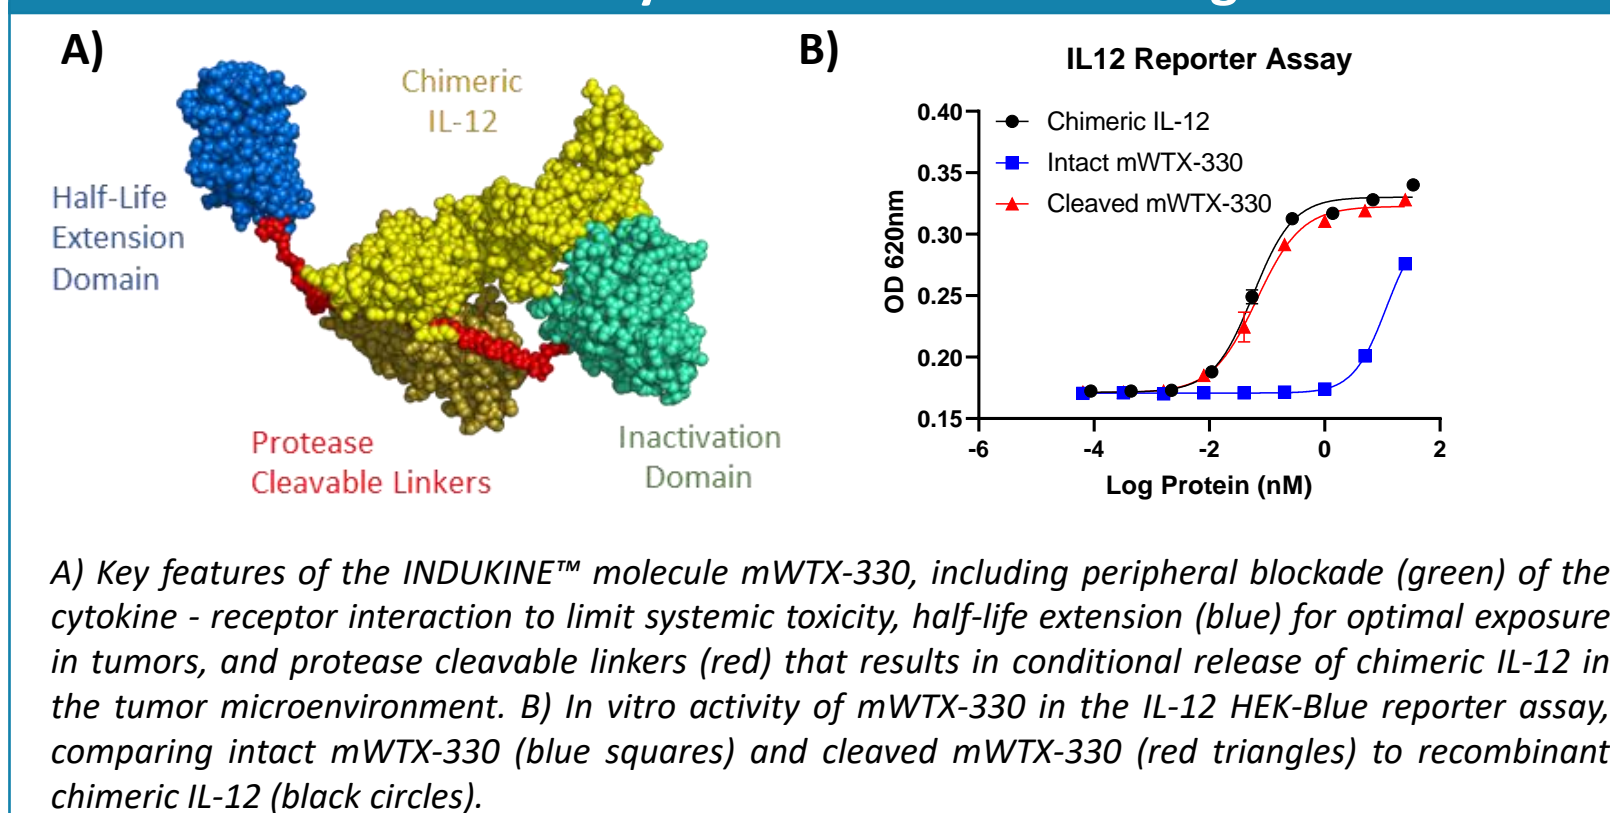 A)
Chimeric
IL-12
Half-Life
Extension
Domain
Protease
Cleavable Linkers
Inactivation
Domain
B)
IL12 Reporter Assay
0.40
0.35
0.30
0.25
0.20
0.15
OD 620nm
Chimeric IL-12
Intact mWTX-330
Cleaved mWTX-330
-6
-4
-2
0
2
Log Protein (nM)
A) Key features of the INDUKINE™ molecule mWTX-330, including peripheral blockade (green) of the
cytokine - receptor interaction to limit systemic toxicity, half-life extension (blue) for optimal exposure
in tumors, and protease cleavable linkers (red) that results in conditional release of chimeric IL-12 in
the tumor microenvironment. B) In vitro activity of mWTX-330 in the IL-12 HEK-Blue reporter assay,
comparing intact mWTX-330 (blue squares) and cleaved mWTX-330 (red triangles) to recombinant
chimeric IL-12 (black circles).